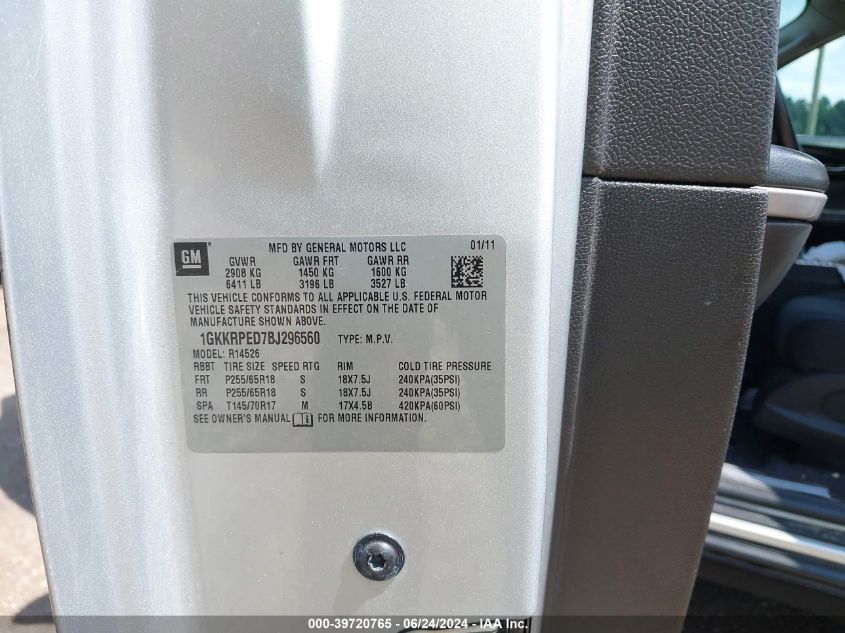 GM
MFD BY GENERAL MOTORS LLC 01/11
GVWR GAWR FRT GAWR RR
2908 KG 1450 KG 1600 KG
6411 LB 3196 LB 3527 LB
THIS VEHICLE CONFORMS TO ALL APPLICABLE U.S. FEDERAL MOTOR
VEHICLE SAFETY STANDARDS IN EFFECT ON THE DATE OF
MANUFACTURE SHOWN ABOVE.
1GKKRPED7BJ296560 TYPE: M.P.V.
MODEL: R14526
RBBT TIRE SIZE SPEED RTG RIM COLD TIRE PRESSURE
FRT P255/65R18 S 18X7.5J 240KPA(35PSI)
RR P255/65R18 S 18X7.5J 240KPA(35PSI)
SPA T145/70R17 M 17X4.5B 420KPA(60PSI)
SEE OWNER'S MANUAL FOR MORE INFORMATION.
000-39720765 - 06/24/2024 - IAA Inc.